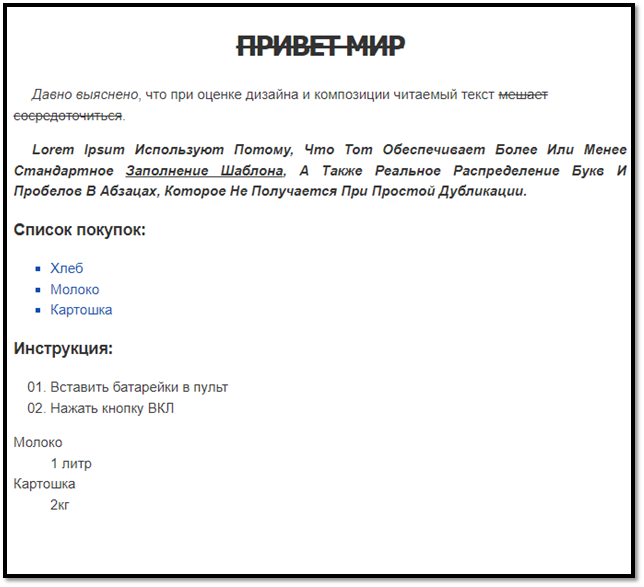 ПРИВЕТ МИР
Давно выяснено, что при оценке дизайна и композиции читаемый текст мешает
сосредоточиться.
Lorem Ipsum Используют Потому, Что Тот Обеспечивает Более Или Менее
Стандартное Заполнение Шаблона, А Также Реальное Распределение Букв И
Пробелов В Абзацах, Которое Не Получается При Простой Дубликации.
Список покупок:
Хлеб
Молоко
Картошка
Инструкция:
01. Вставить батарейки в пульт
02. Нажать кнопку ВКЛ
Молоко
1 литр
Картошка
2кг